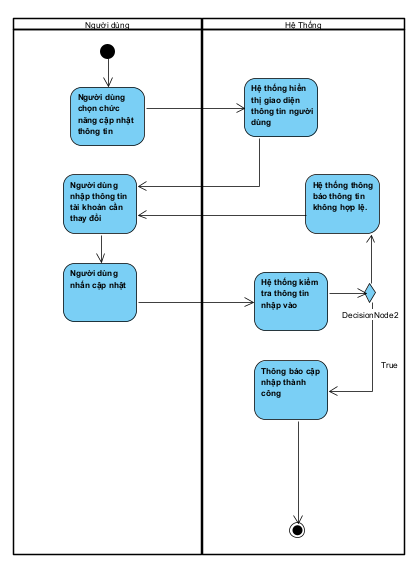 Người dùng
Hệ Thống
Người dùng
chọn chức
năng cập nhật
thông tin
Hệ thống hiển
thị giao diện
thông tin người
dùng
Người dùng
nhập thông tin
tài khoản cần
thay đổi
Hệ thống thông
báo thông tin
không hợp lệ.
Người dùng
nhấn cập nhật
Hệ thống kiểm
tra thông tin
nhập vào
DecisionNode2
True
Thông báo cập
nhập thành
công